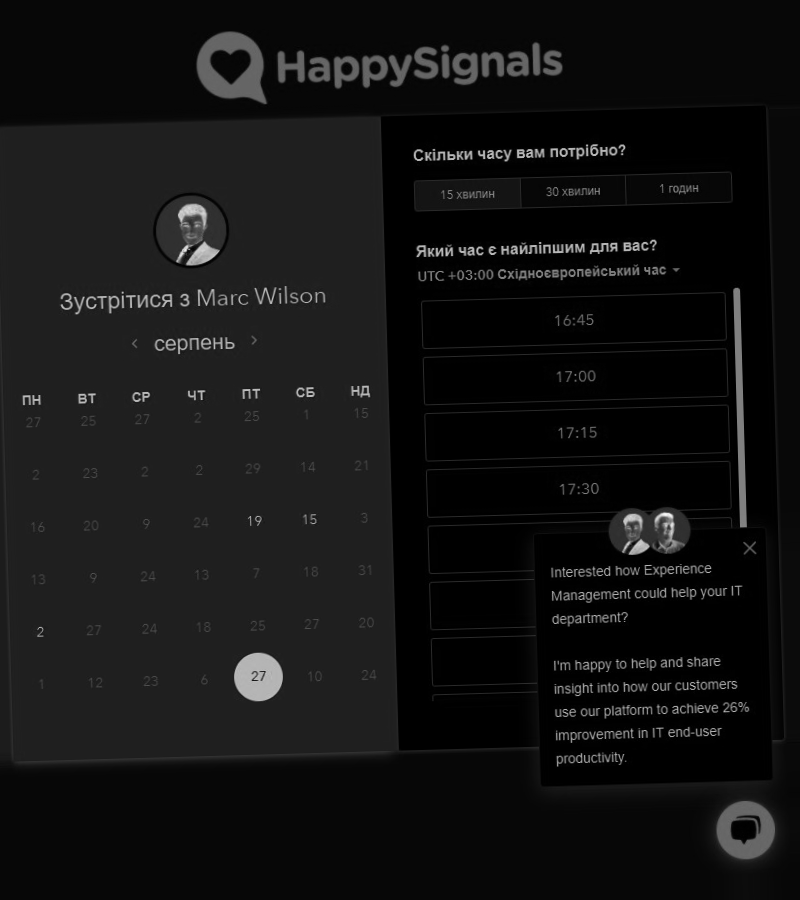 HappySignals
Зустрітися з Marc Wilson
серпень
ПН ВТ СР ЧТ ПТ СБ НД
27 25 27 2 25 1 15
2 23 2 2 29 14 21
16 20 9 24 19 15 3
13 9 24 13 7 18 31
2 27 24 18 25 27 20
1 12 23 6 27 10 24
Скільки часу вам потрібно?
15 хвилин 30 хвилин 1 годин
Який час є найліпшим для вас?
UTC +03:00 Східноєвропейський час
16:45
17:00
17:15
17:30
Interested how Experience
Management could help your IT
department?
I'm happy to help and share
insight into how our customers
use our platform to achieve 26%
improvement in IT end-user
productivity.